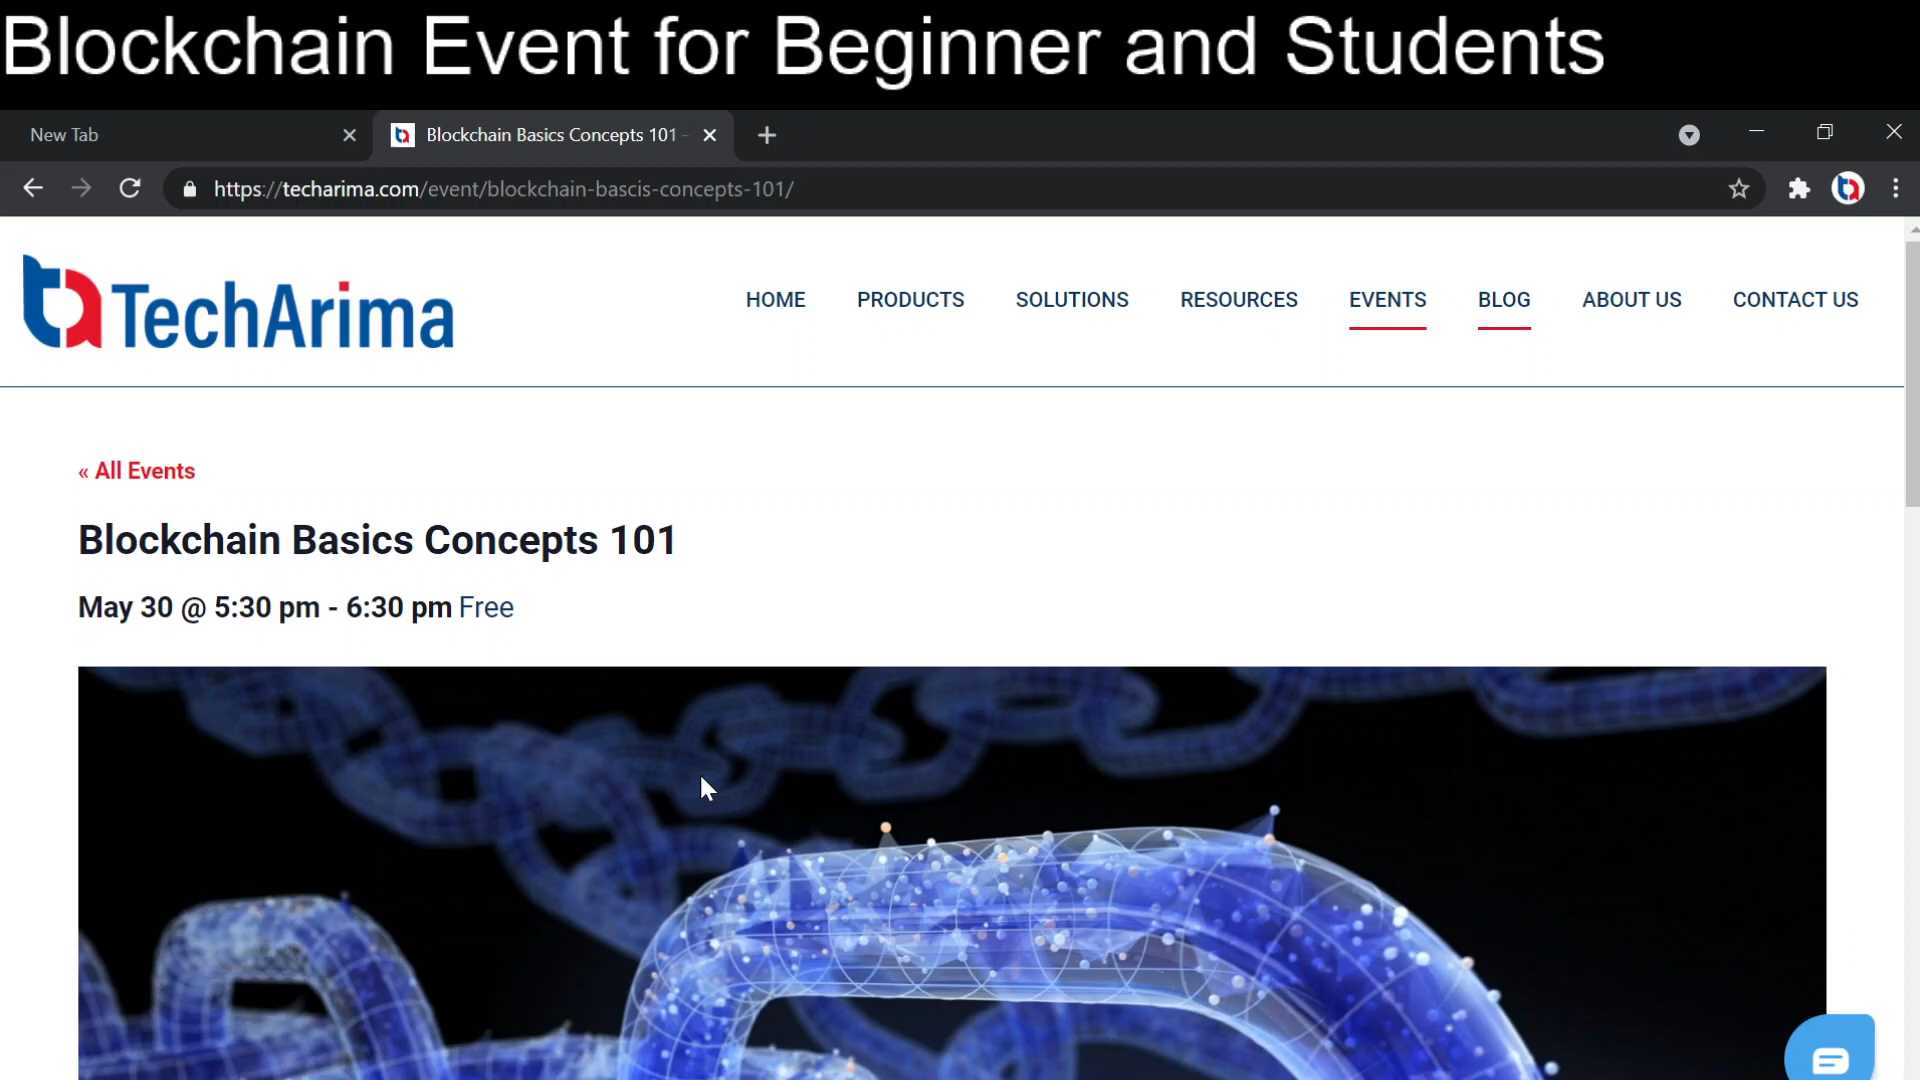 Blockchain Event for Beginner and Students
New Tab
Blockchain Basics Concepts 101 -
https://techarima.com/event/blockchain-bascis-concepts-101/
TechArima
HOME PRODUCTS SOLUTIONS RESOURCES EVENTS BLOG ABOUT US CONTACT US
« All Events
Blockchain Basics Concepts 101
May 30 @ 5:30 pm - 6:30 pm Free